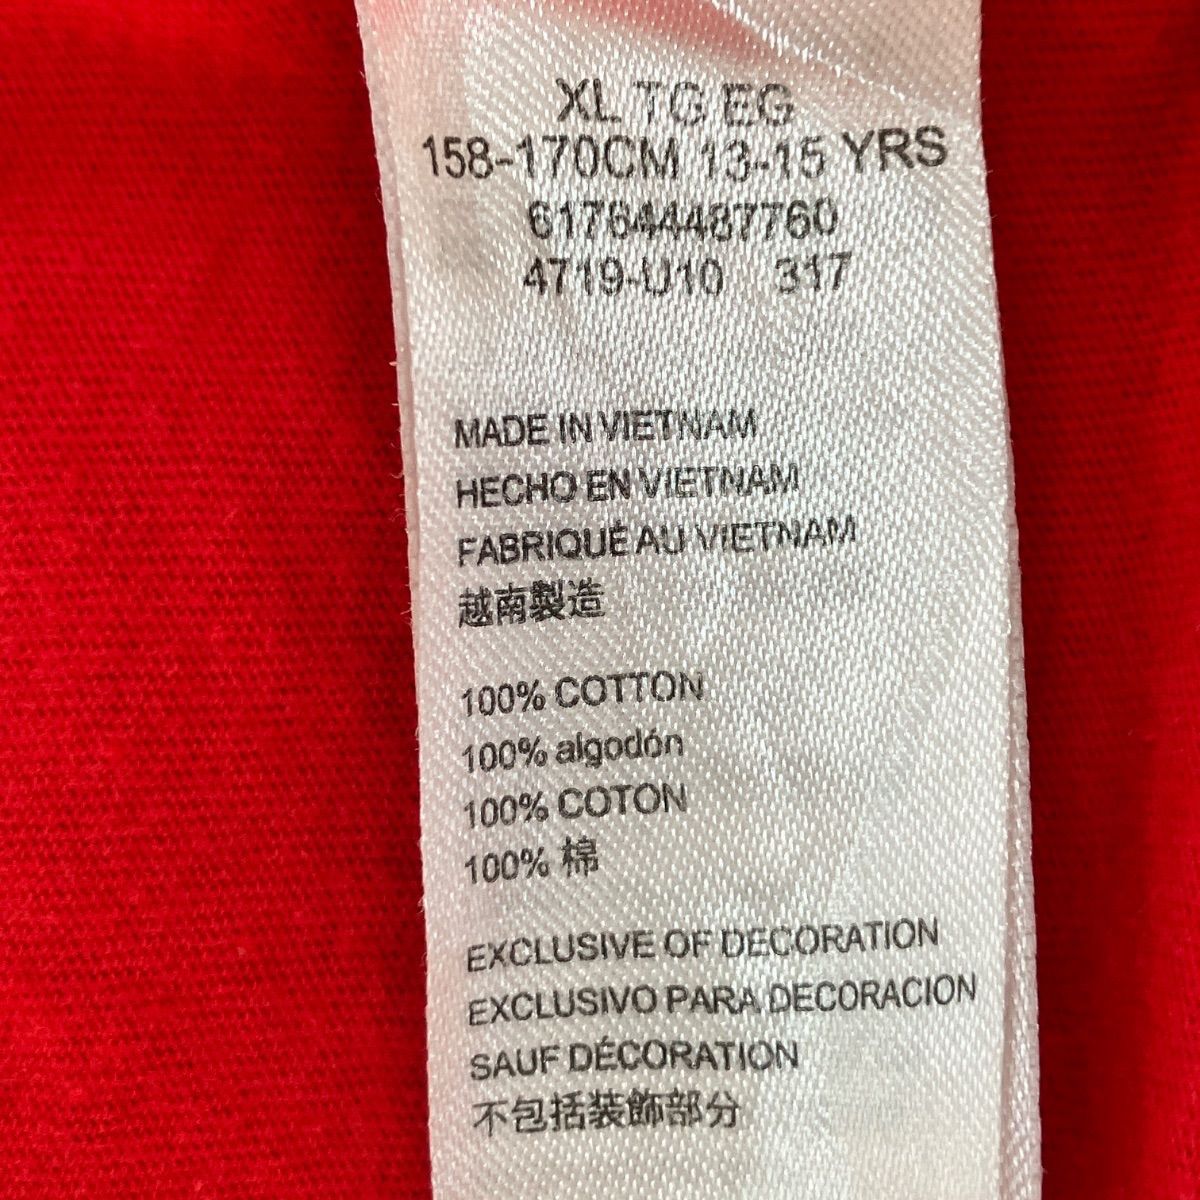 XL TG EG
158-170CM 13-15 YRS
617644487760
4719-U10 317
MADE IN VIETNAM
HECHO EN VIETNAM
FABRIQUÉ AU VIETNAM
越南製造
100% COTTON
100% algodón
100% COTON
100% 棉
EXCLUSIVE OF DECORATION
EXCLUSIVO PARA DECORACION
SAUF DÉCORATION
不包括装飾部分